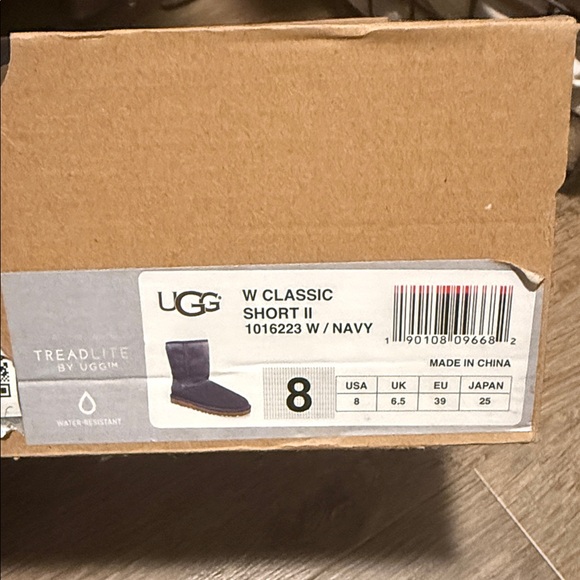 UGG®
W CLASSIC
SHORT II
1016223 W / NAVY
1 90108 09668 2
MADE IN CHINA
TREADLITE
BY UGG™
WATER-RESISTANT
8
USA UK EU JAPAN
8 6.5 39 25